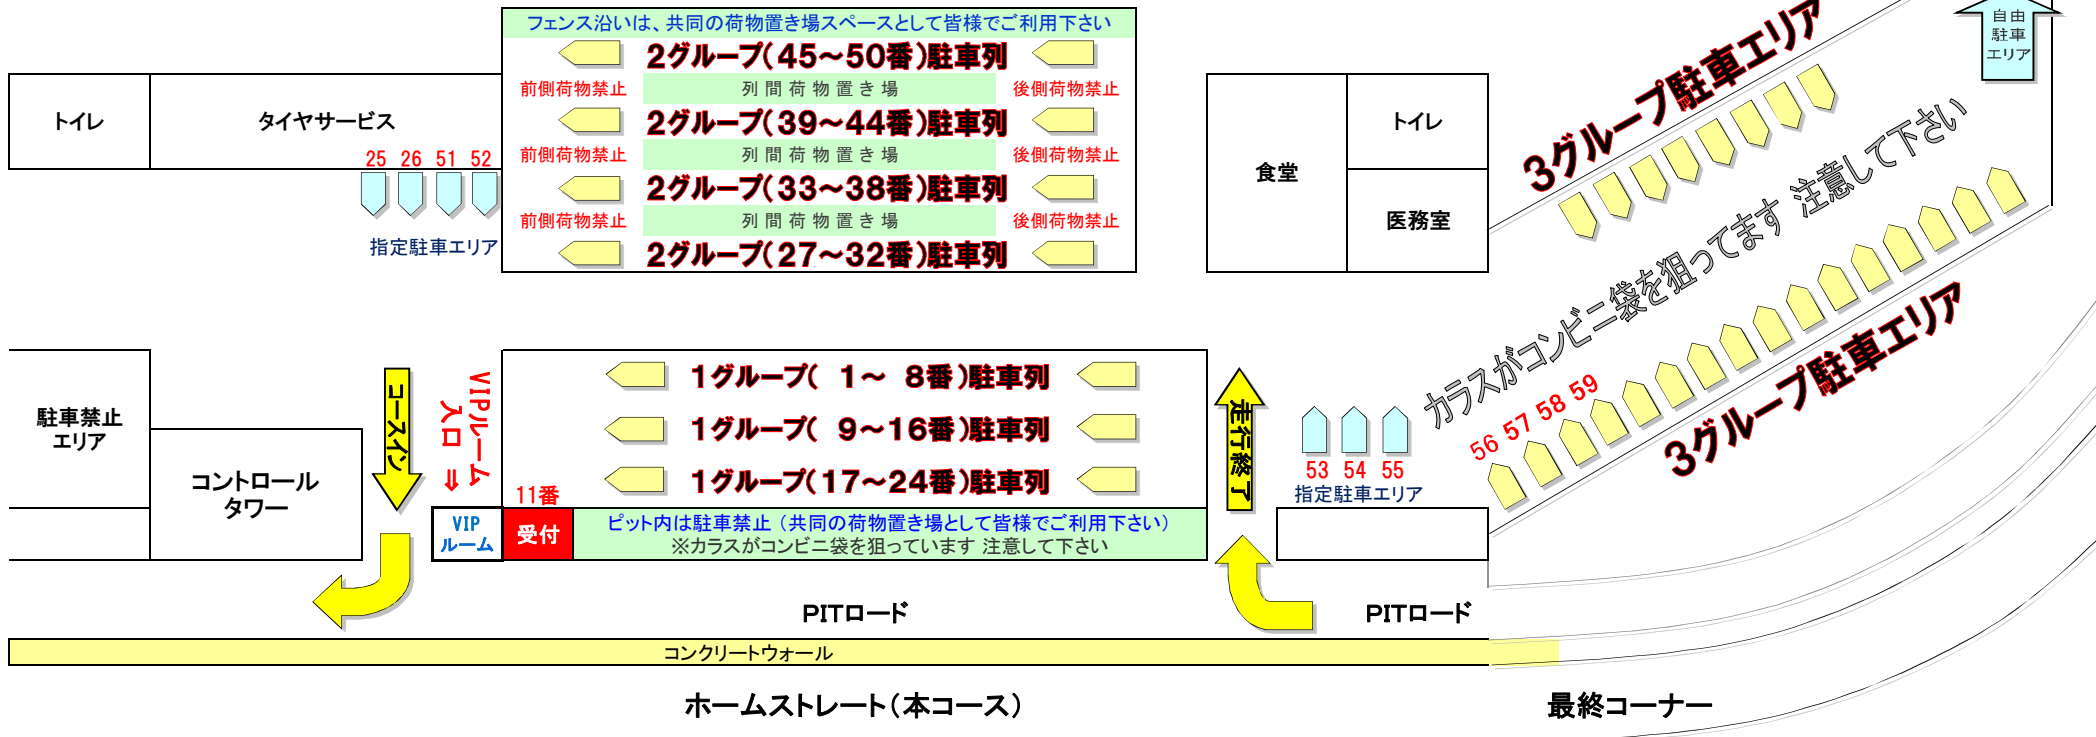 フェンス沿いは、共同の荷物置き場スペースとして皆様でご利用下さい
2グループ(45～50番)駐車列
前側荷物禁止 列間荷物置き場 後側荷物禁止
2グループ(39～44番)駐車列
前側荷物禁止 列間荷物置き場 後側荷物禁止
2グループ(33～38番)駐車列
前側荷物禁止 列間荷物置き場 後側荷物禁止
2グループ(27～32番)駐車列
トイレ
タイヤサービス
25 26 51 52
指定駐車エリア
食堂
トイレ
医務室
自由
駐車
エリア
3グループ駐車エリア
カラスがコンビニ袋を狙ってます 注意して下さい
56 57 58 59
3グループ駐車エリア
駐車禁止
エリア
コントロール
タワー
コースイン
VIPルーム
入口 ⇒
1グループ( 1～ 8番)駐車列
1グループ( 9～16番)駐車列
1グループ(17～24番)駐車列
11番
VIP
ルーム
受付
ピット内は駐車禁止（共同の荷物置き場として皆様でご利用下さい）
※カラスがコンビニ袋を狙っています 注意して下さい
走行終了
53 54 55
指定駐車エリア
PITロード
PITロード
コンクリートウォール
ホームストレート(本コース)
最終コーナー